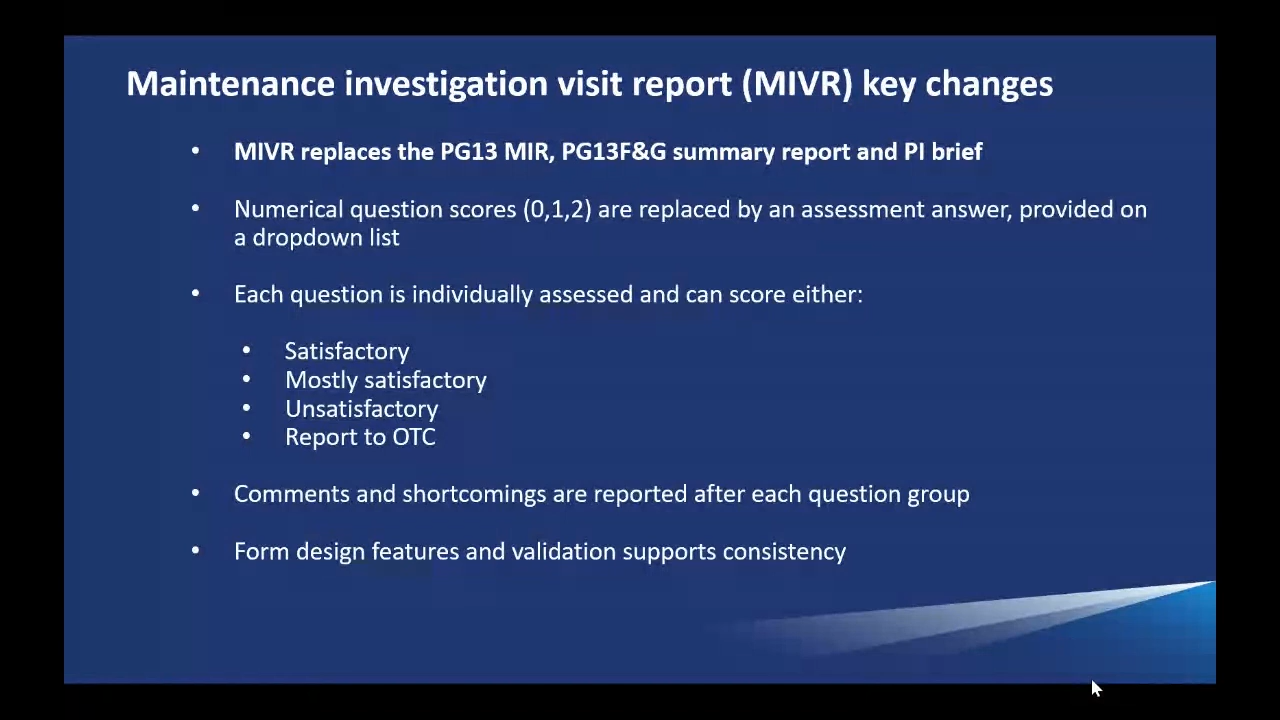 Maintenance investigation visit report (MIVR) key changes
• MIVR replaces the PG13 MIR, PG13F&G summary report and PI brief
• Numerical question scores (0,1,2) are replaced by an assessment answer, provided on
a dropdown list
• Each question is individually assessed and can score either:
• Satisfactory
• Mostly satisfactory
• Unsatisfactory
• Report to OTC
• Comments and shortcomings are reported after each question group
• Form design features and validation supports consistency